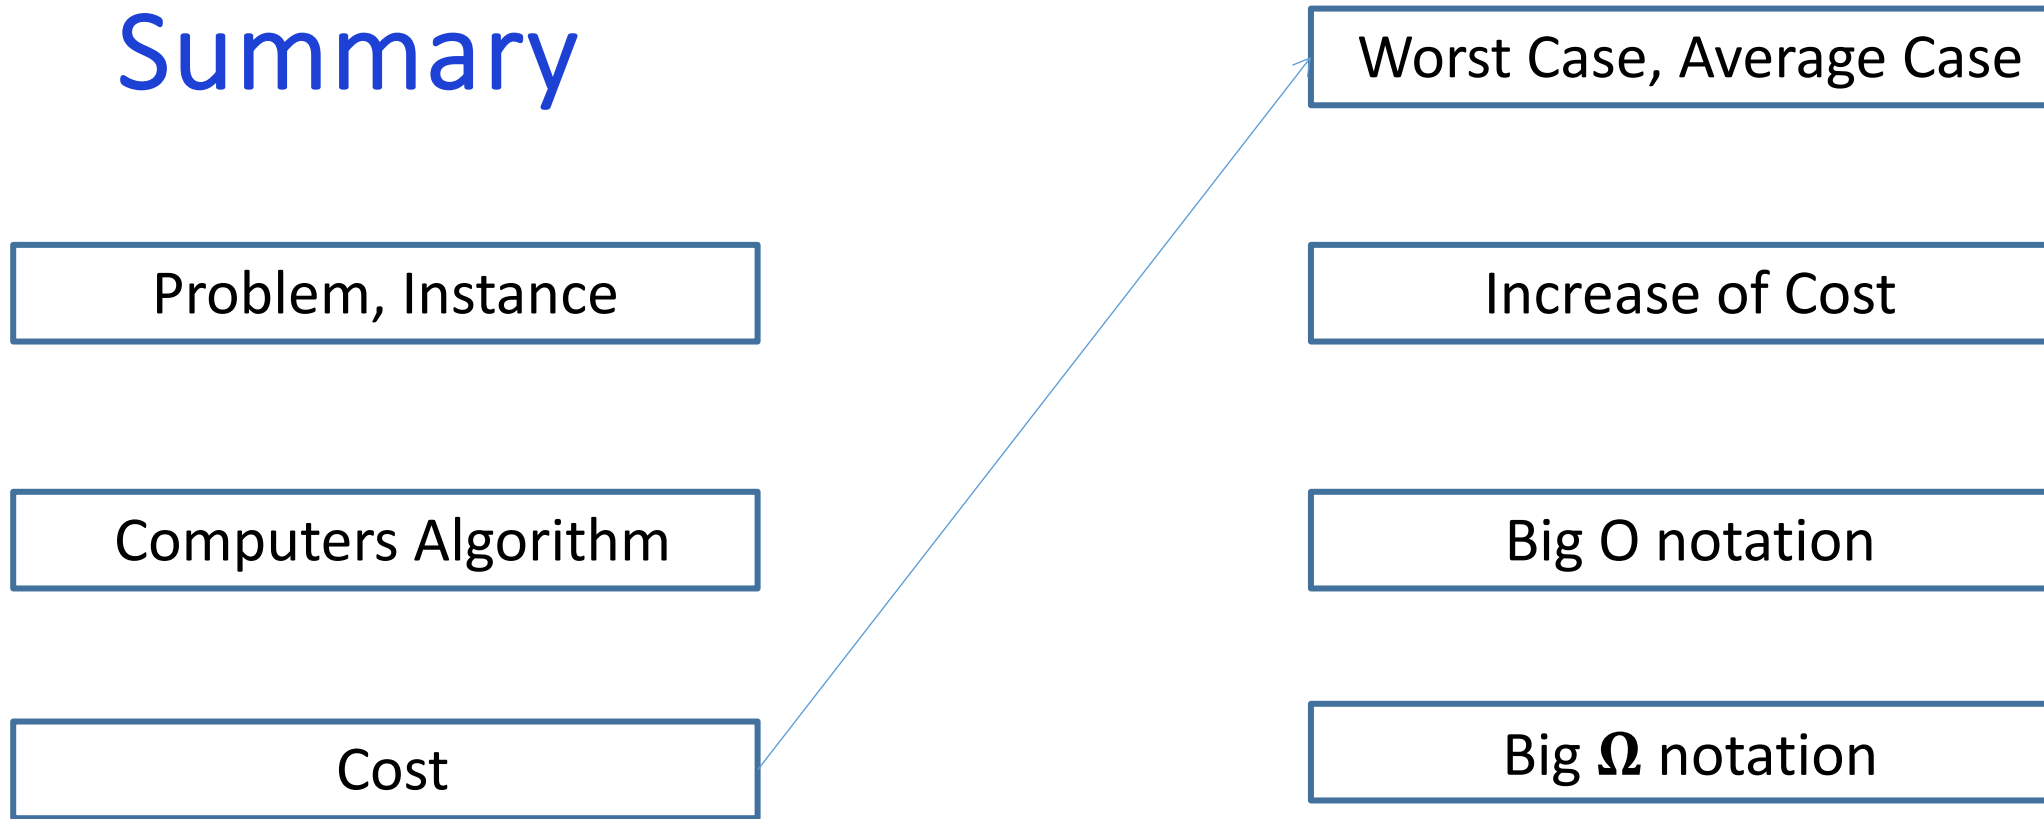 Summary
Problem, Instance
Computers Algorithm
Cost
Worst Case, Average Case
Increase of Cost
Big O notation
Big Ω notation